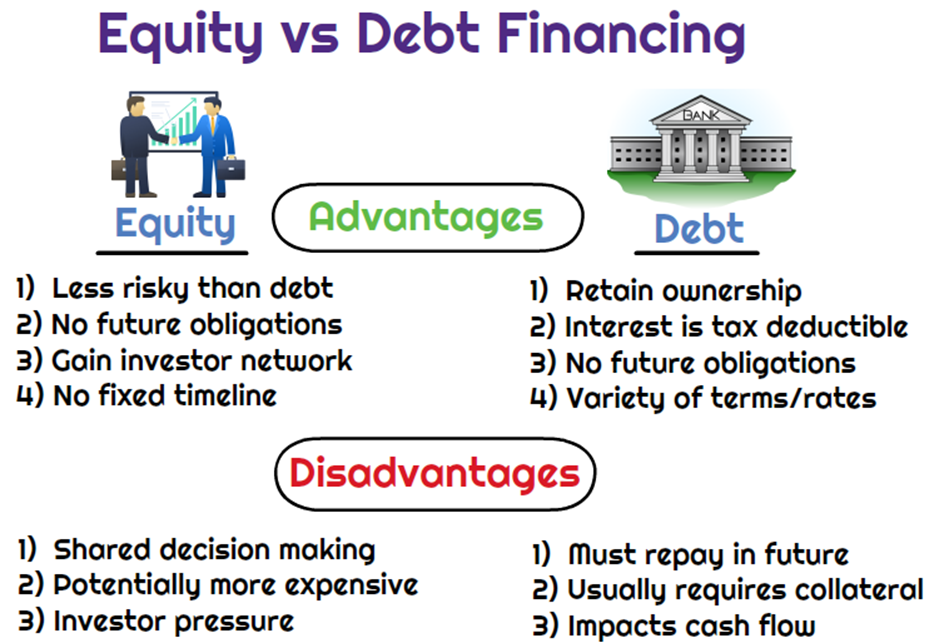 Equity vs Debt Financing
BANK
Equity
Advantages
Debt
1) Less risky than debt
2) No future obligations
3) Gain investor network
4) No fixed timeline
1) Retain ownership
2) Interest is tax deductible
3) No future obligations
4) Variety of terms/rates
Disadvantages
1) Shared decision making
2) Potentially more expensive
3) Investor pressure
1) Must repay in future
2) Usually requires collateral
3) Impacts cash flow